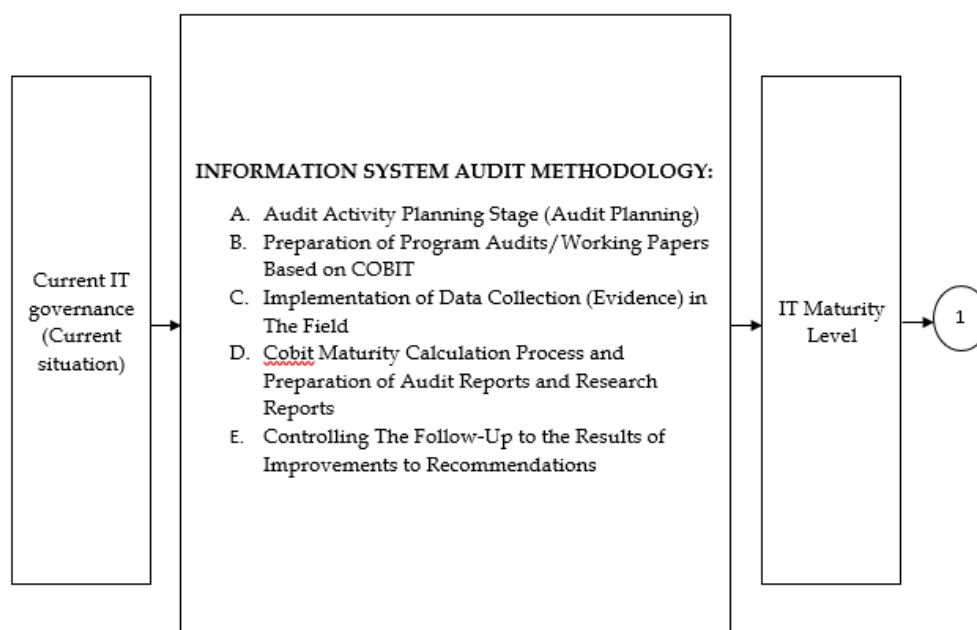 Current IT
governance
(Current
situation)
INFORMATION SYSTEM AUDIT METHODOLOGY:
A. Audit Activity Planning Stage (Audit Planning)
B. Preparation of Program Audits/Working Papers
Based on COBIT
C. Implementation of Data Collection (Evidence) in
The Field
D. Cobit Maturity Calculation Process and
Preparation of Audit Reports and Research
Reports
E. Controlling The Follow-Up to the Results of
Improvements to Recommendations
IT Maturity
Level
1